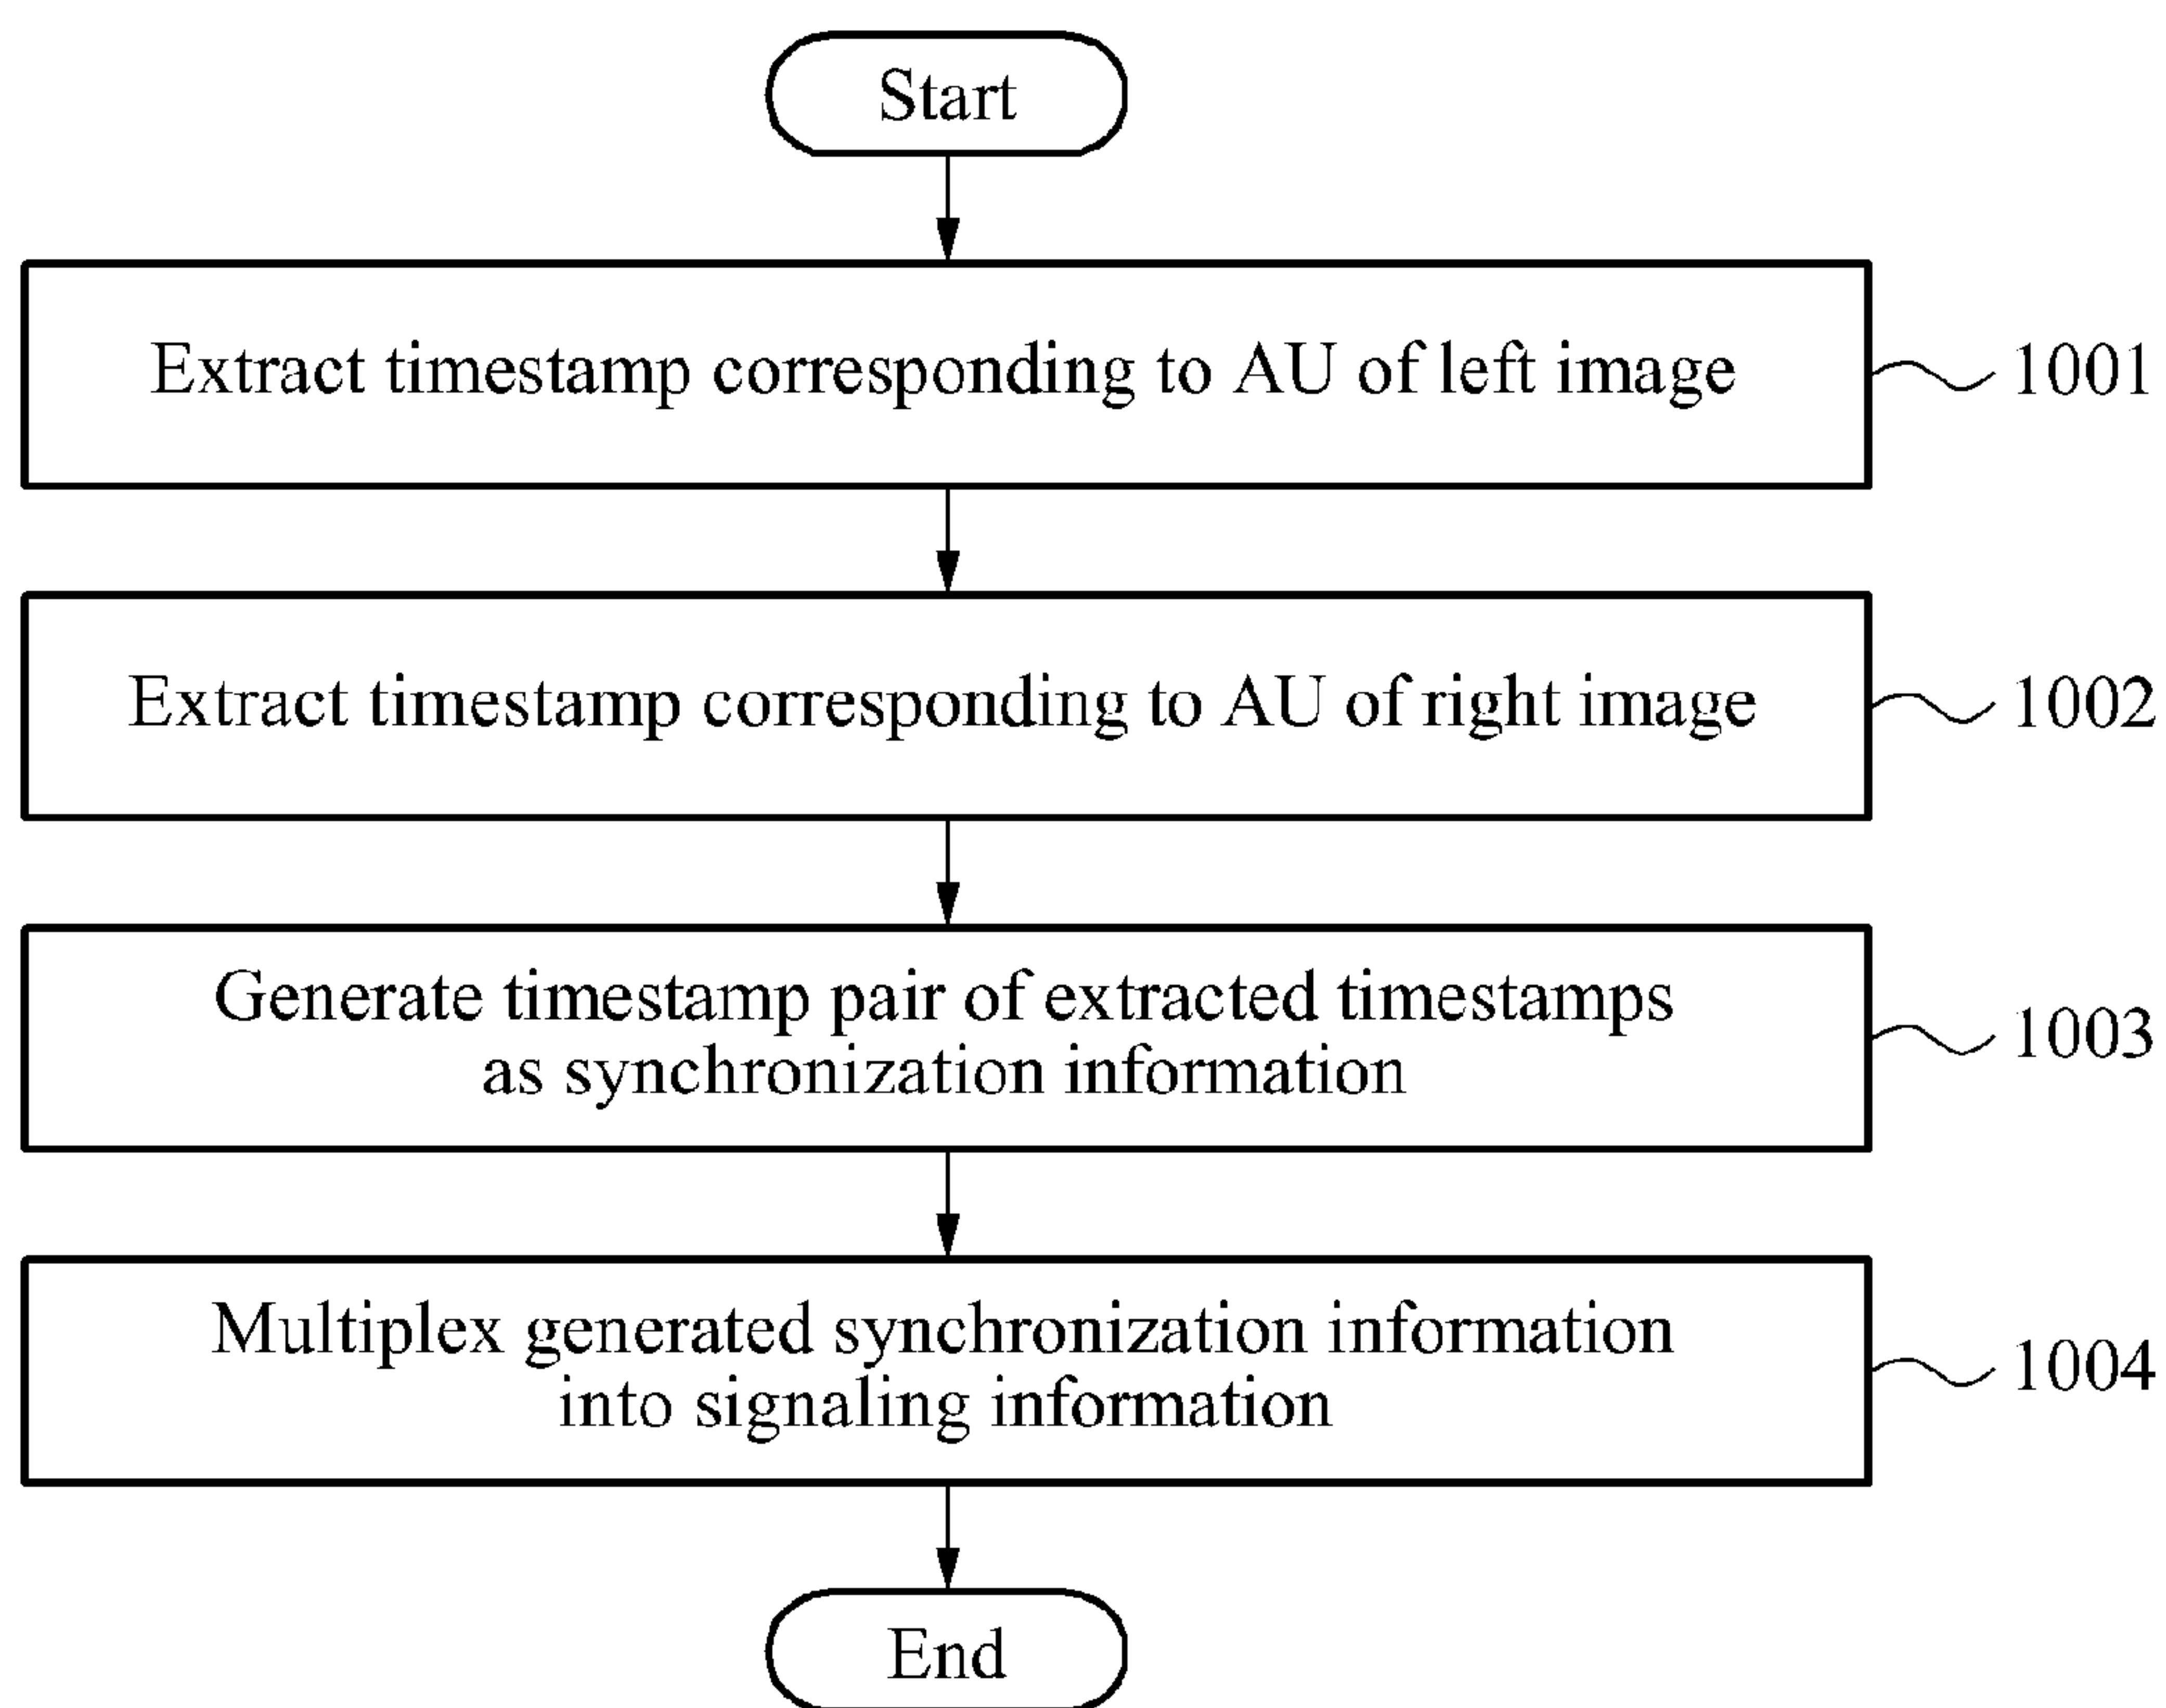 Start
Extract timestamp corresponding to AU of left image
1001
Extract timestamp corresponding to AU of right image
1002
Generate timestamp pair of extracted timestamps
as synchronization information
1003
Multiplex generated synchronization information
into signaling information
1004
End